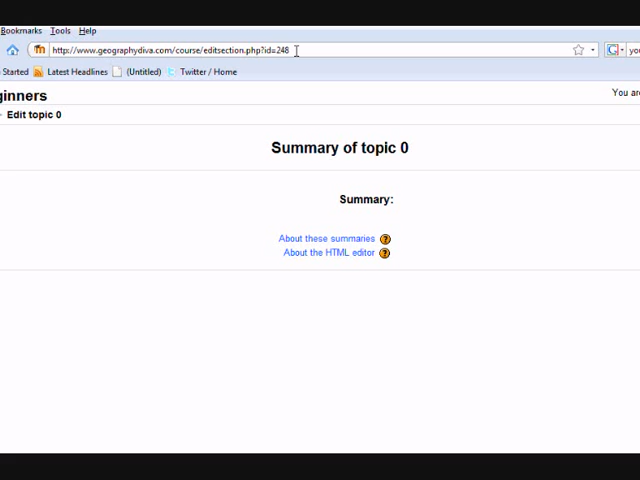 Bookmarks Tools Help
http://www.geographydiva.com/course/editsection.php?id=248
Started Latest Headlines (Untitled) Twitter / Home
ginners
You are
Edit topic 0
Summary of topic 0
Summary:
About these summaries ?
About the HTML editor ?